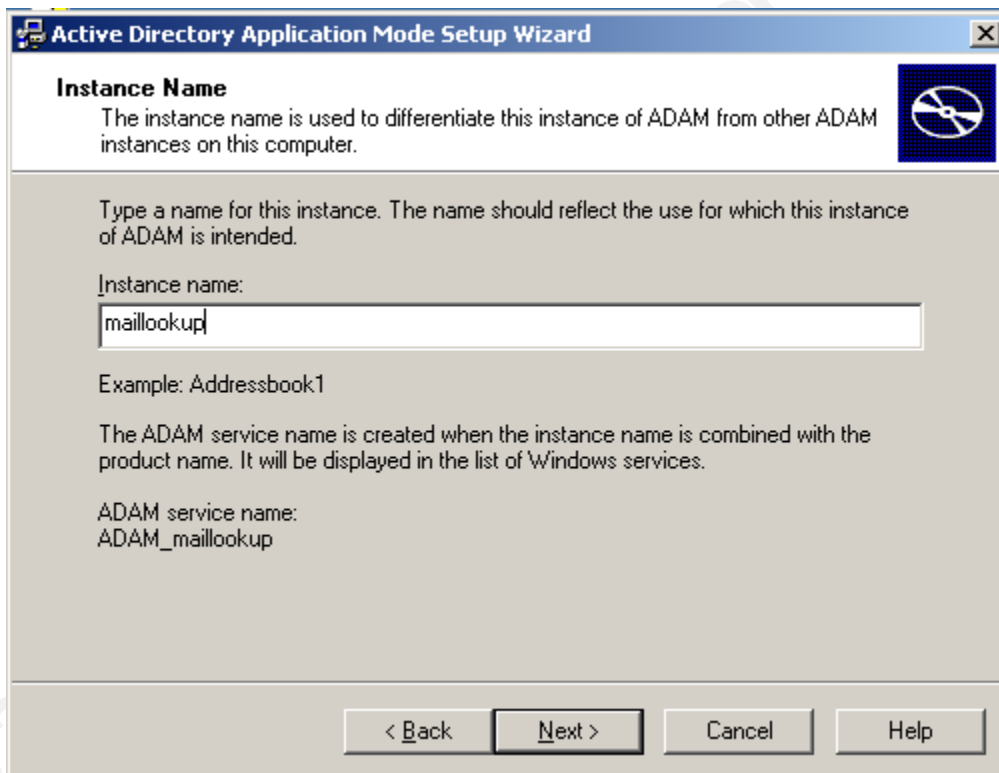 Active Directory Application Mode Setup Wizard
Instance Name
The instance name is used to differentiate this instance of ADAM from other ADAM
instances on this computer.
Type a name for this instance. The name should reflect the use for which this instance
of ADAM is intended.
Instance name:
maillookup
Example: Addressbook1
The ADAM service name is created when the instance name is combined with the
product name. It will be displayed in the list of Windows services.
ADAM service name:
ADAM_maillookup
< Back Next > Cancel Help